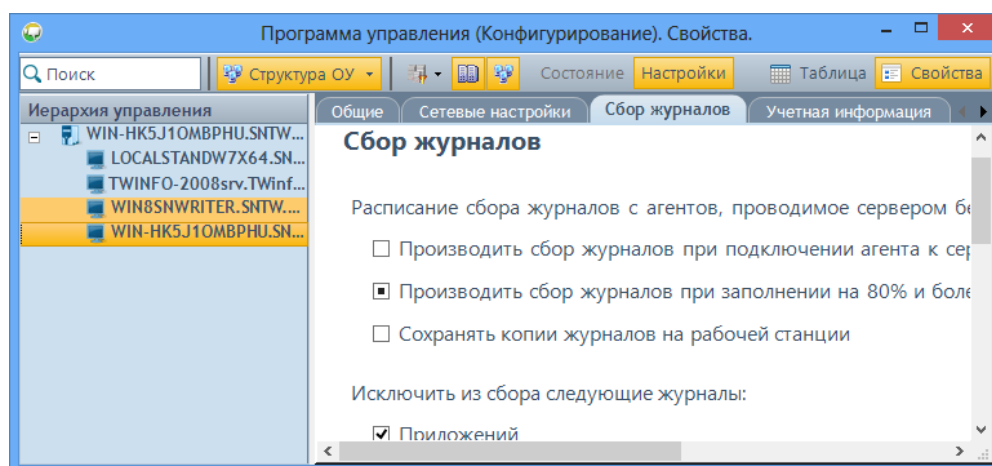 Программа управления (Конфигурирование). Свойства.
Поиск
Структура ОУ
Состояние
Настройки
Таблица
Свойства
Иерархия управления
WIN-HK5J1OMBPHU.SNTW...
LOCALSTANDW7X64.SN...
TWINFO-2008srv.TWinf...
WIN8SNWRITER.SNTW....
WIN-HK5J1OMBPHU.SN...
Общие
Сетевые настройки
Сбор журналов
Учетная информация
Сбор журналов
Расписание сбора журналов с агентов, проводимое сервером бе
Производить сбор журналов при подключении агента к сер
Производить сбор журналов при заполнении на 80% и боле
Сохранять копии журналов на рабочей станции
Исключить из сбора следующие журналы:
Приложений